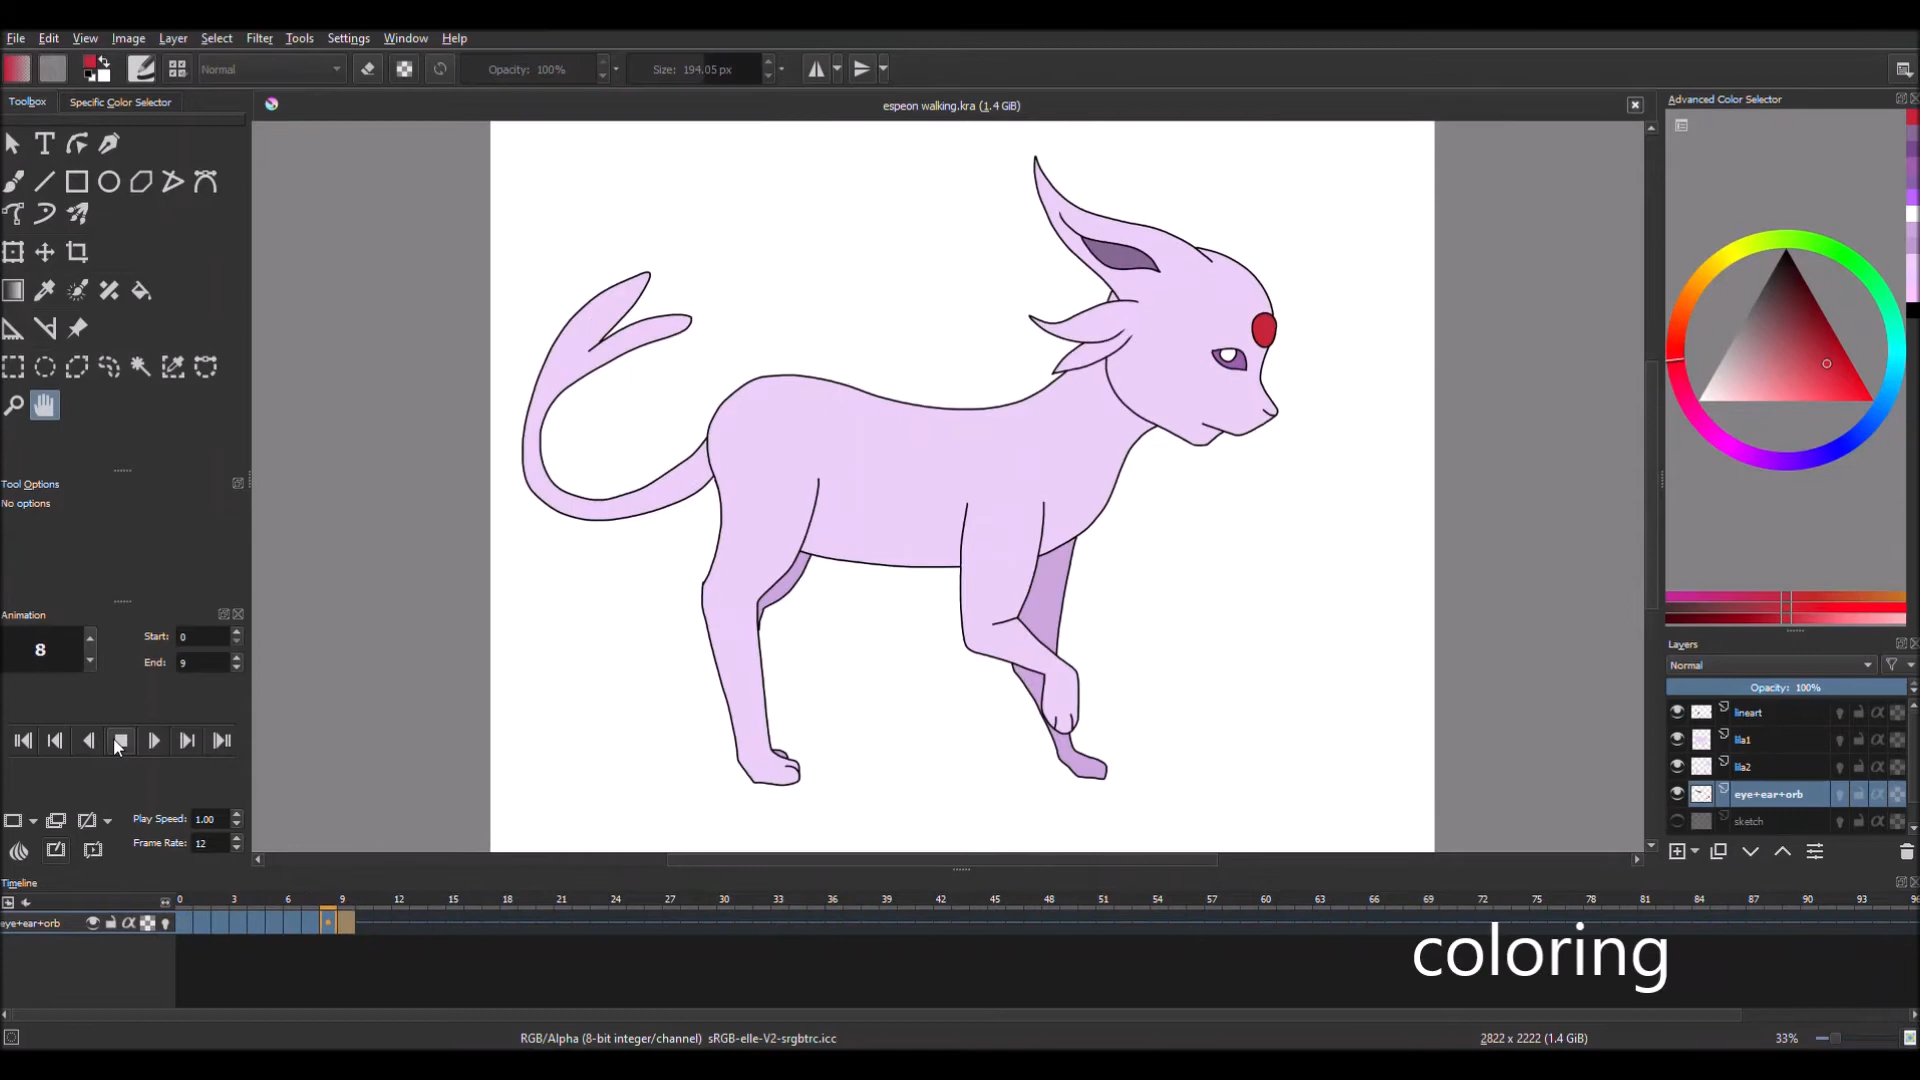 File Edit View Image Layer Select Filter Tools Settings Window Help
Normal Opacity: 100% Size: 194.05 px
Toolbox Specific Color Selector
espeon walking.kra (1.4 GiB)
Advanced Color Selector
Tool Options
No options
Animation
8
Start: 0
End: 9
Play Speed: 1.00
Frame Rate: 12
Layers
Normal
Opacity: 100%
lineart
lila1
lila2
eye+ear+orb
sketch
Timeline
0 3 6 9 12 15 18 21 24 27 30 33 36 39 42 45 48 51 54 57 60 63 66 69 72 75 78 81 84 87 90 93 96
eye+ear+orb
coloring
RGB/Alpha (8-bit integer/channel) sRGB-elle-V2-srgbtrc.icc
2822 x 2222 (1.4 GiB)
33%